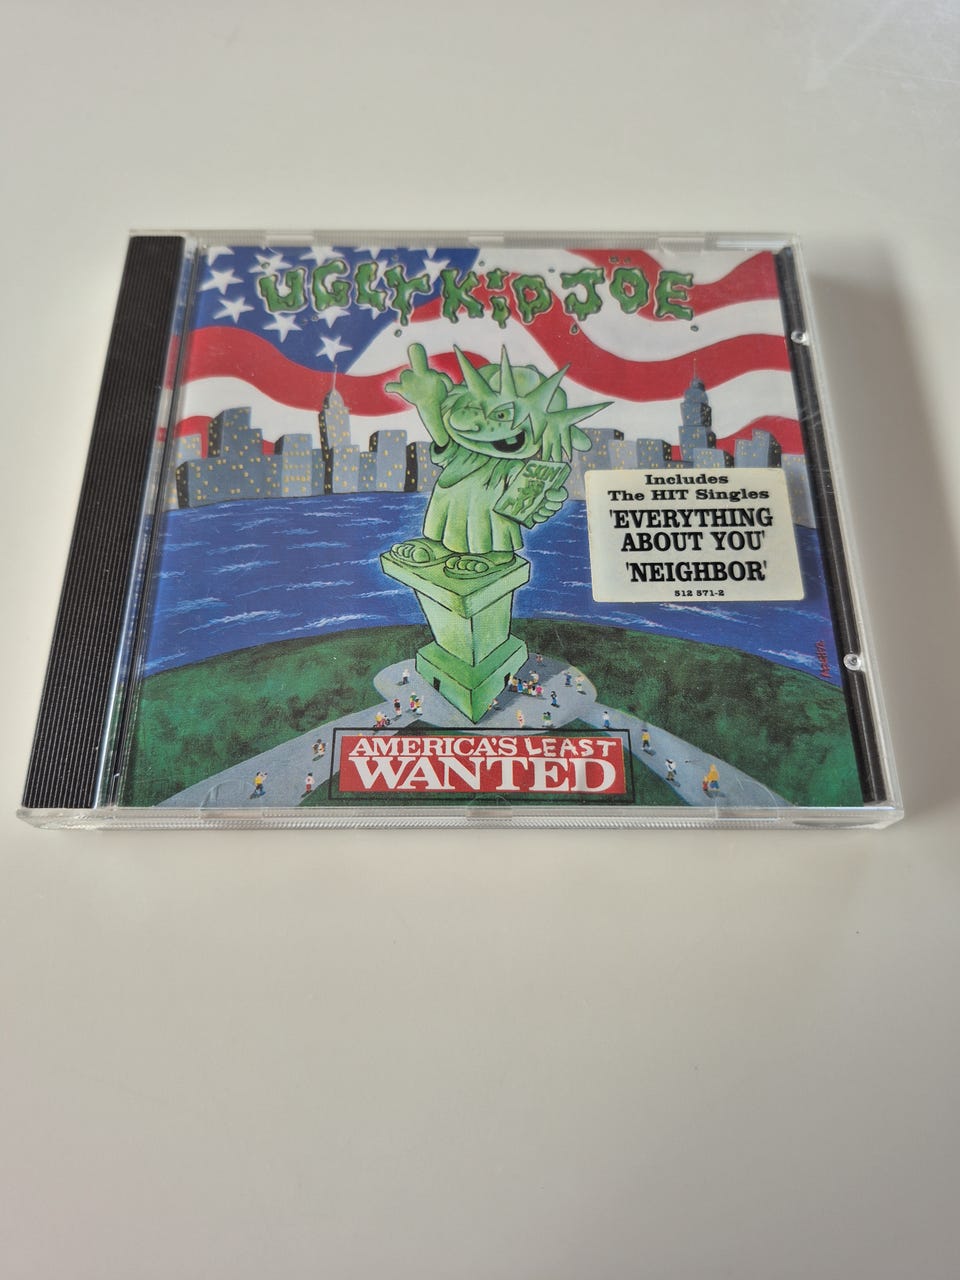 UGLY KID JOE
Includes
The HIT Singles
'EVERYTHING
ABOUT YOU'
'NEIGHBOR'
512 571-2
AMERICA'S LEAST
WANTED